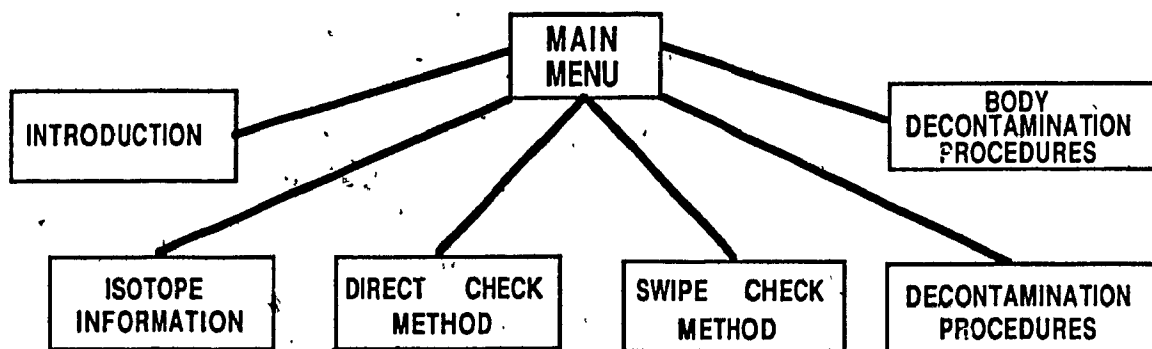 MAIN
MENU
INTRODUCTION
BODY
DECONTAMINATION
PROCEDURES
ISOTOPE
INFORMATION
DIRECT CHECK
METHOD
SWIPE CHECK
METHOD
DECONTAMINATION
PROCEDURES